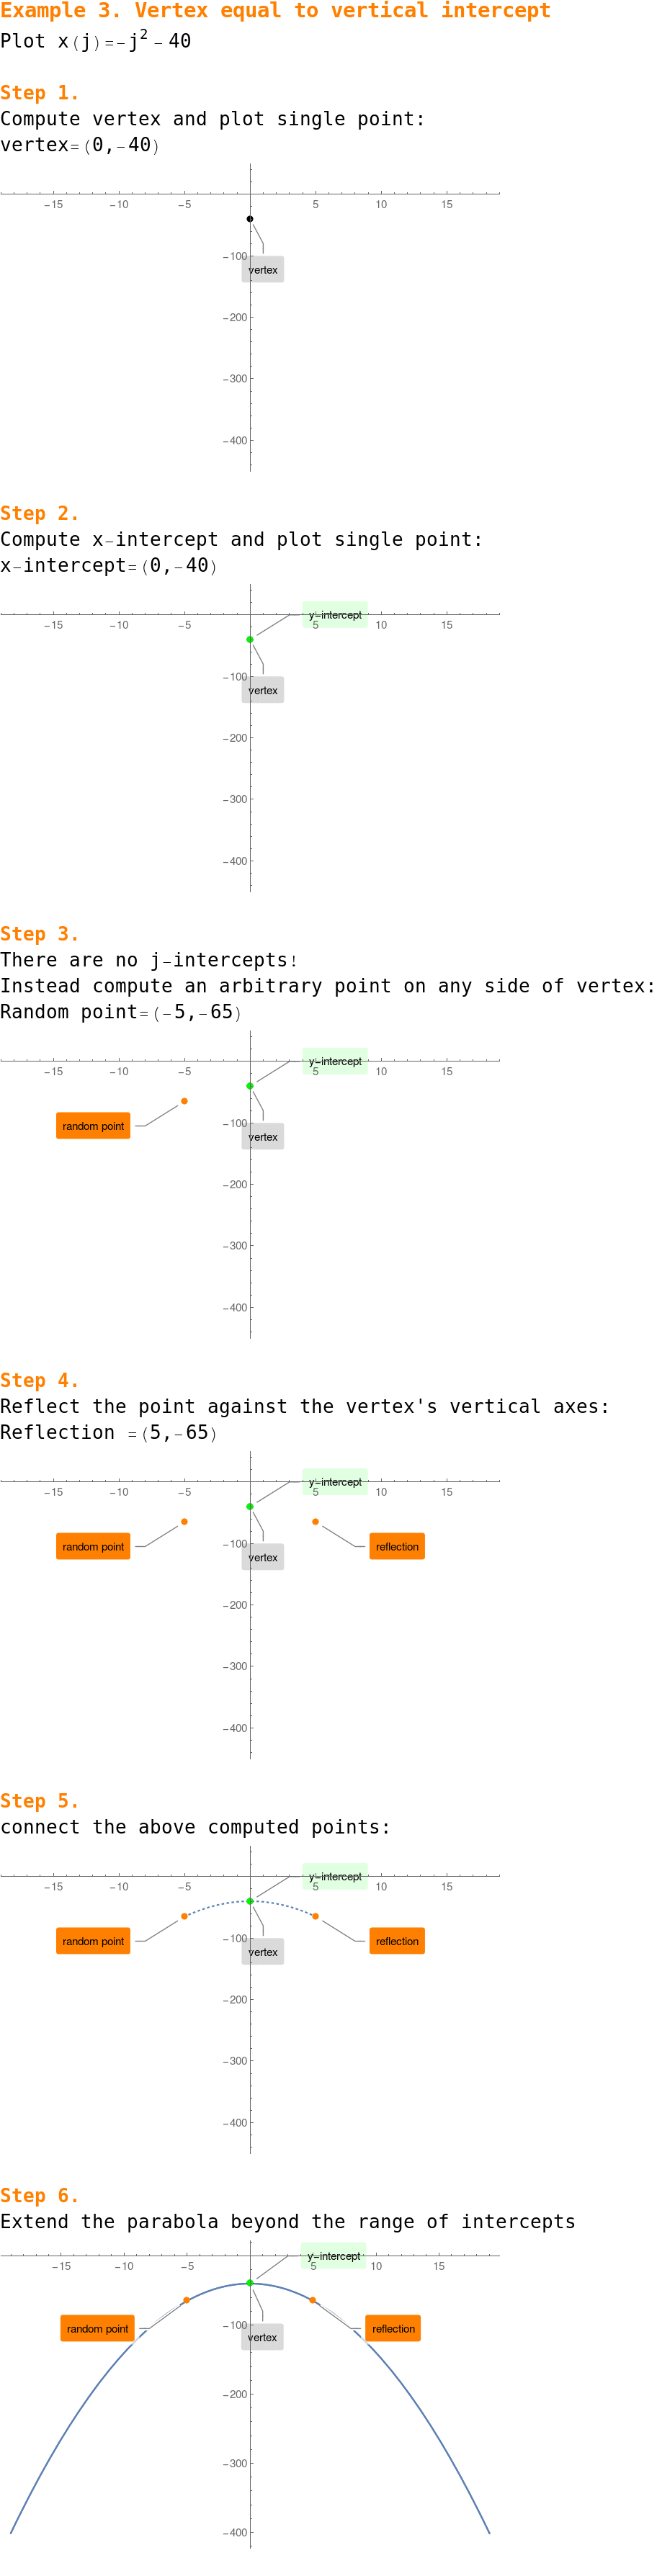 Example 3. Vertex equal to vertical intercept
Plot x(j)=-j² - 40
Step 1.
Compute vertex and plot single point:
vertex=(0,-40)
-15 -10 -5 5 10 15
-100
vertex
-200
-300
-400
Step 2.
Compute x-intercept and plot single point:
x-intercept=(0,-40)
y-intercept
-15 -10 -5 5 10 15
-100
vertex
-200
-300
-400
Step 3.
There are no j-intercepts!
Instead compute an arbitrary point on any side of vertex:
Random point=(-5,-65)
y-intercept
-15 -10 -5 5 10 15
-100
random point
vertex
-200
-300
-400
Step 4.
Reflect the point against the vertex's vertical axes:
Reflection =(5,-65)
y-intercept
-15 -10 -5 5 10 15
-100
random point
reflection
vertex
-200
-300
-400
Step 5.
connect the above computed points:
y-intercept
-15 -10 -5 5 10 15
-100
random point
reflection
vertex
-200
-300
-400
Step 6.
Extend the parabola beyond the range of intercepts
y-intercept
-15 -10 -5 5 10 15
-100
random point
reflection
vertex
-200
-300
-400